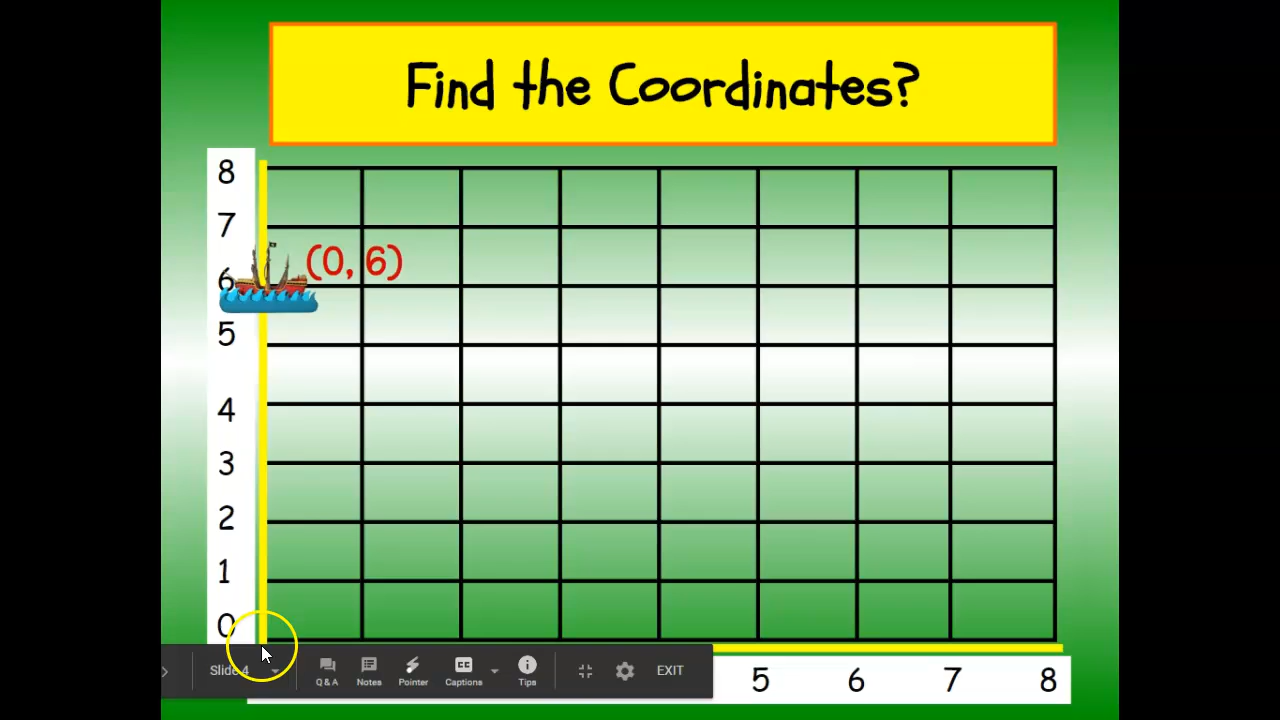 Find the Coordinates?
8
7
(0, 6)
6
5
4
3
2
1
0
Slide 4
Q & A
Notes
Pointer
CC
Captions
Tips
EXIT
5 6 7 8